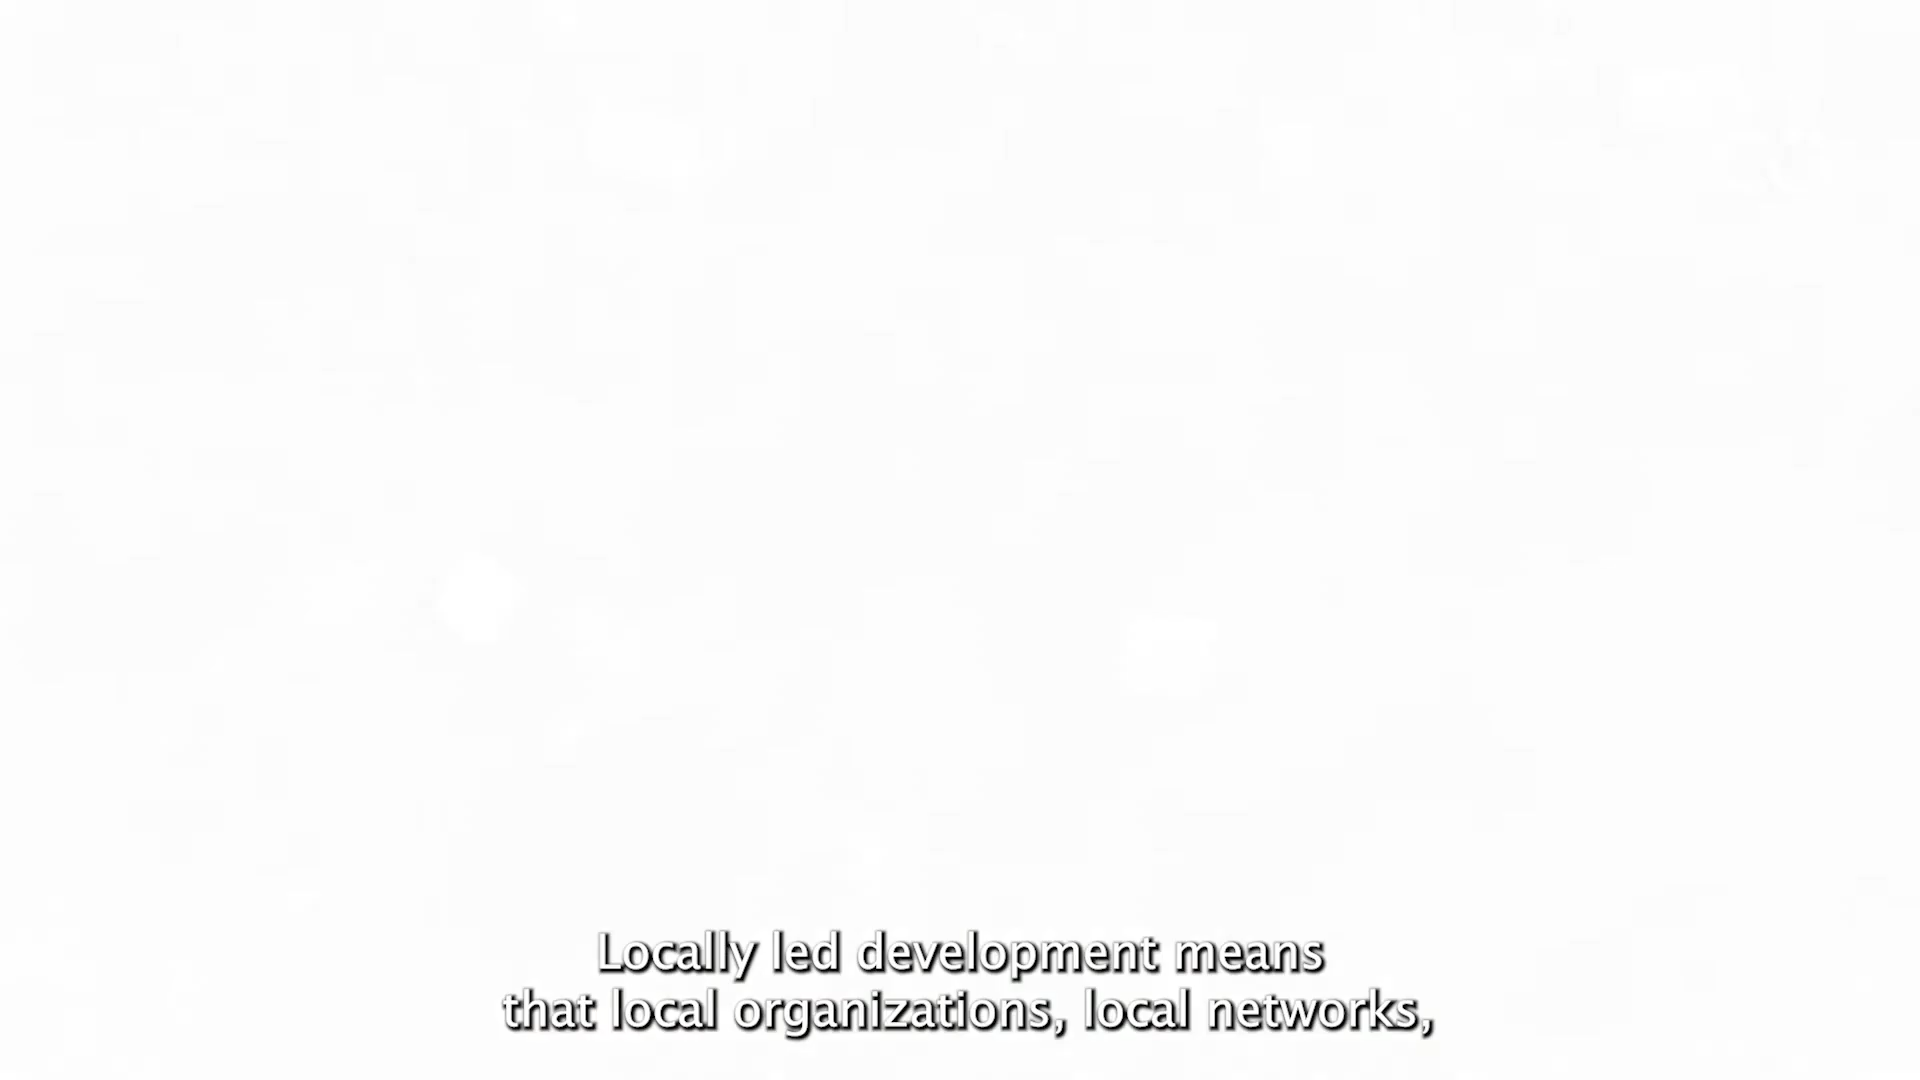 Locally led development means
that local organizations, local networks,